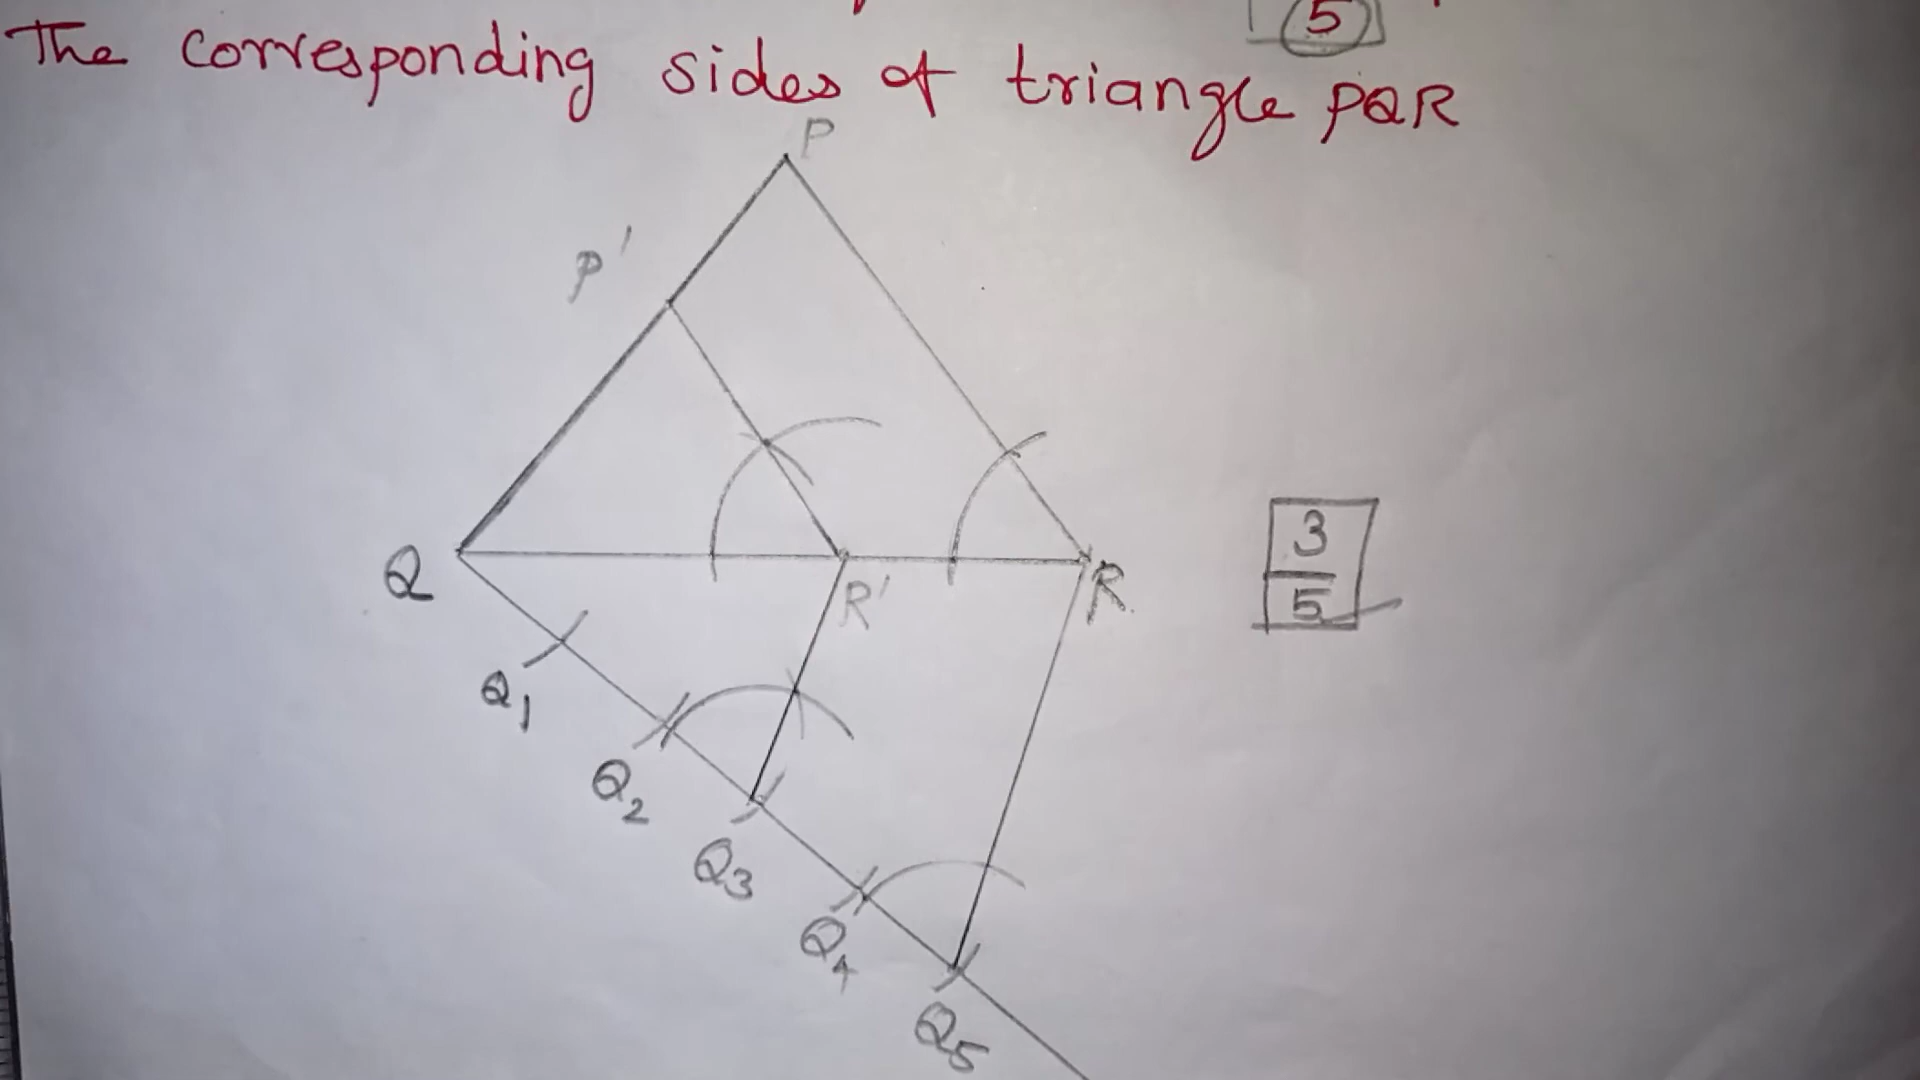 5
The corresponding sides of triangle PQR
P
P'
Q
R'
R
3
5
Q1
Q2
Q3
Q4
Q5